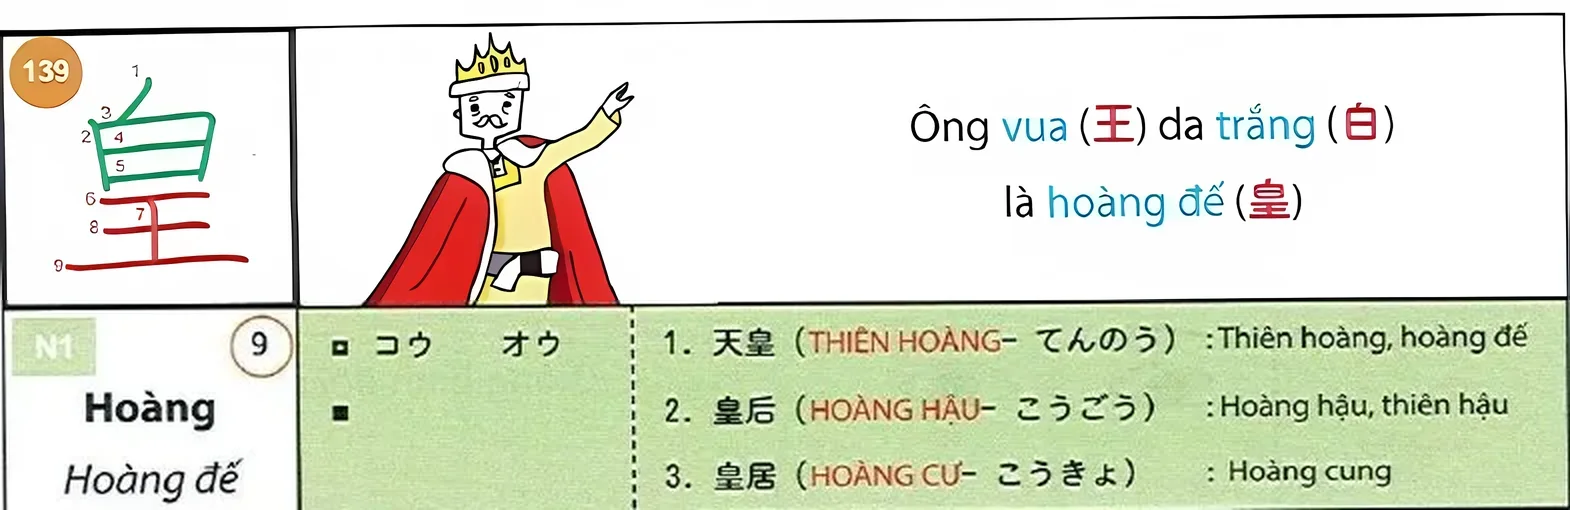 139
1
3
2
4
5
6
7
8
9
Ông vua (王) da trắng (白)
là hoàng đế (皇)
N1
9
Hoàng
Hoàng đế
コウ オウ
1. 天皇 (THIÊN HOÀNG- てんのう) : Thiên hoàng, hoàng đế
2. 皇后 (HOÀNG HẬU- こうごう) : Hoàng hậu, thiên hậu
3. 皇居 (HOÀNG CƯ- こうきょ) : Hoàng cung